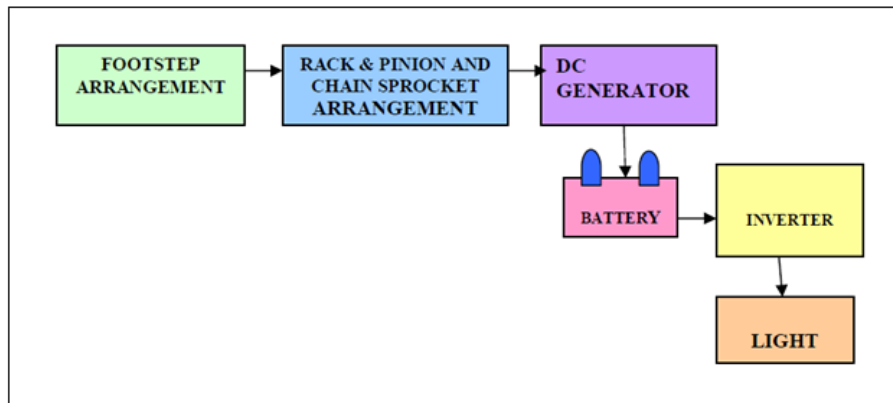 FOOTSTEP
ARRANGEMENT
RACK & PINION AND
CHAIN SPROCKET
ARRANGEMENT
DC
GENERATOR
BATTERY
INVERTER
LIGHT